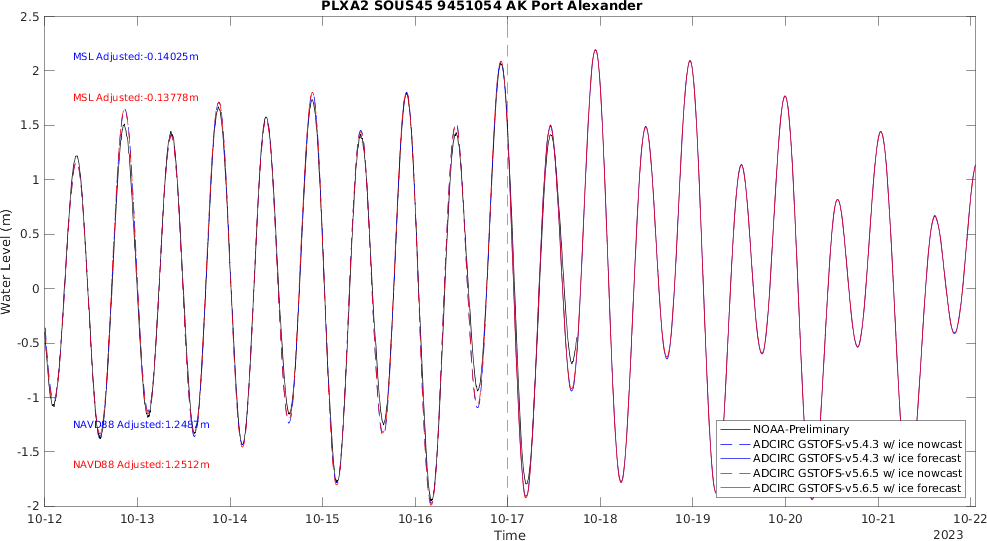 PLXA2 SOUS45 9451054 AK Port Alexander
2.5
2
1.5
1
0.5
0
-0.5
-1
-1.5
-2
Water Level (m)
MSL Adjusted:-0.14025m
MSL Adjusted:-0.13778m
NAVD88 Adjusted:1.2487m
NAVD88 Adjusted:1.2512m
NOAA-Preliminary
ADCIRC GSTOFS-v5.4.3 w/ ice nowcast
ADCIRC GSTOFS-v5.4.3 w/ ice forecast
ADCIRC GSTOFS-v5.6.5 w/ ice nowcast
ADCIRC GSTOFS-v5.6.5 w/ ice forecast
10-12 10-13 10-14 10-15 10-16 10-17 10-18 10-19 10-20 10-21 10-22
Time
2023